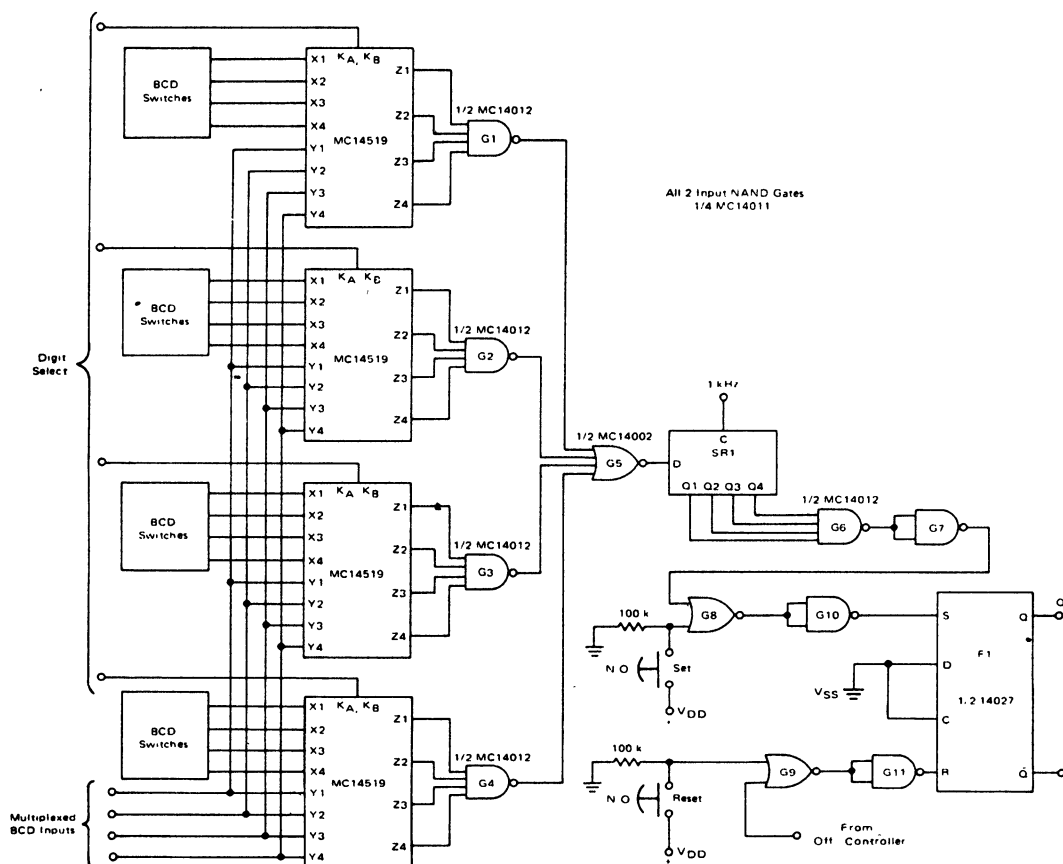 KA, KB
BCD
Switches
X1
X2
X3
X4
Y1
Y2
Y3
Y4
MC14519
Z1
Z2
Z3
Z4
1/2 MC14012
G1
All 2 Input NAND Gates
1/4 MC14011
KA KB
BCD
Switches
X1
X2
X3
X4
Y1
Y2
Y3
Y4
MC14519
Z1
Z2
Z3
Z4
1/2 MC14012
G2
Digit
Select
KA KB
BCD
Switches
X1
X2
X3
X4
Y1
Y2
Y3
Y4
MC14519
Z1
Z2
Z3
Z4
1/2 MC14012
G3
KA, KB
BCD
Switches
X1
X2
X3
X4
Y1
Y2
Y3
Y4
MC14519
Z1
Z2
Z3
Z4
1/2 MC14012
G4
Multiplexed
BCD Inputs
1/2 MC14002
G5
1 kHz
C
SR1
D
Q1 Q2 Q3 Q4
1/2 MC14012
G6
G7
100 k
G8
G10
N O
Set
VDD
S
Q
F1
D
VSS
1/2 14027
C
R
Q̅
100 k
G9
G11
N O
Reset
VDD
From
Off Controller